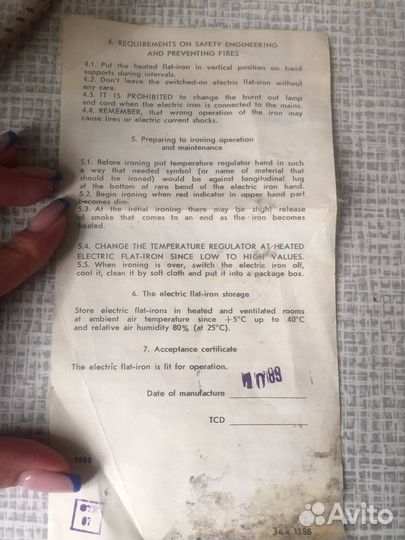 4. REQUIREMENTS ON SAFETY ENGINEERING
AND PREVENTING FIRES
4.1. Put the heated flat-iron in vertical position on hand
supports during intervals.
4.2. Don't leave the switched-on electric flat-iron without
any care.
4.3. IT IS PROHIBITED to change the burnt out lamp
and cord when the electric iron is connected to the mains.
4.4. REMEMBER, that wrong operation of the iron may
cause fires or electric current shocks.
5. Preparing to ironing operation
and maintenance
5.1. Before ironing put temperature regulator hand in such
a way that needed symbol (or name of material that
should be ironed) would be against longitudinal lug
at the bottom of rare bend of the electric iron hand.
5.2. Begin ironing when red indicator in upper hand part
becomes dim.
5.3. At the initial ironing there may be slight release
of smoke that comes to an end as the iron becomes
heated.
5.4. CHANGE THE TEMPERATURE REGULATOR AT HEATED
ELECTRIC FLAT-IRON SINCE LOW TO HIGH VALUES.
5.5. When ironing is over, switch the electric iron off,
cool it, clean it by soft cloth and put it into a package box.
6. The electric flat-iron storage
Store electric flat-irons in heated and ventilated rooms
at ambient air temperature since +5°C up to 40°C
and relative air humidity 80% (at 25°C).
7. Acceptance certificate
The electric flat-iron is fit for operation.
Date of manufacture
TCD
07
Зак. 1386
Avito